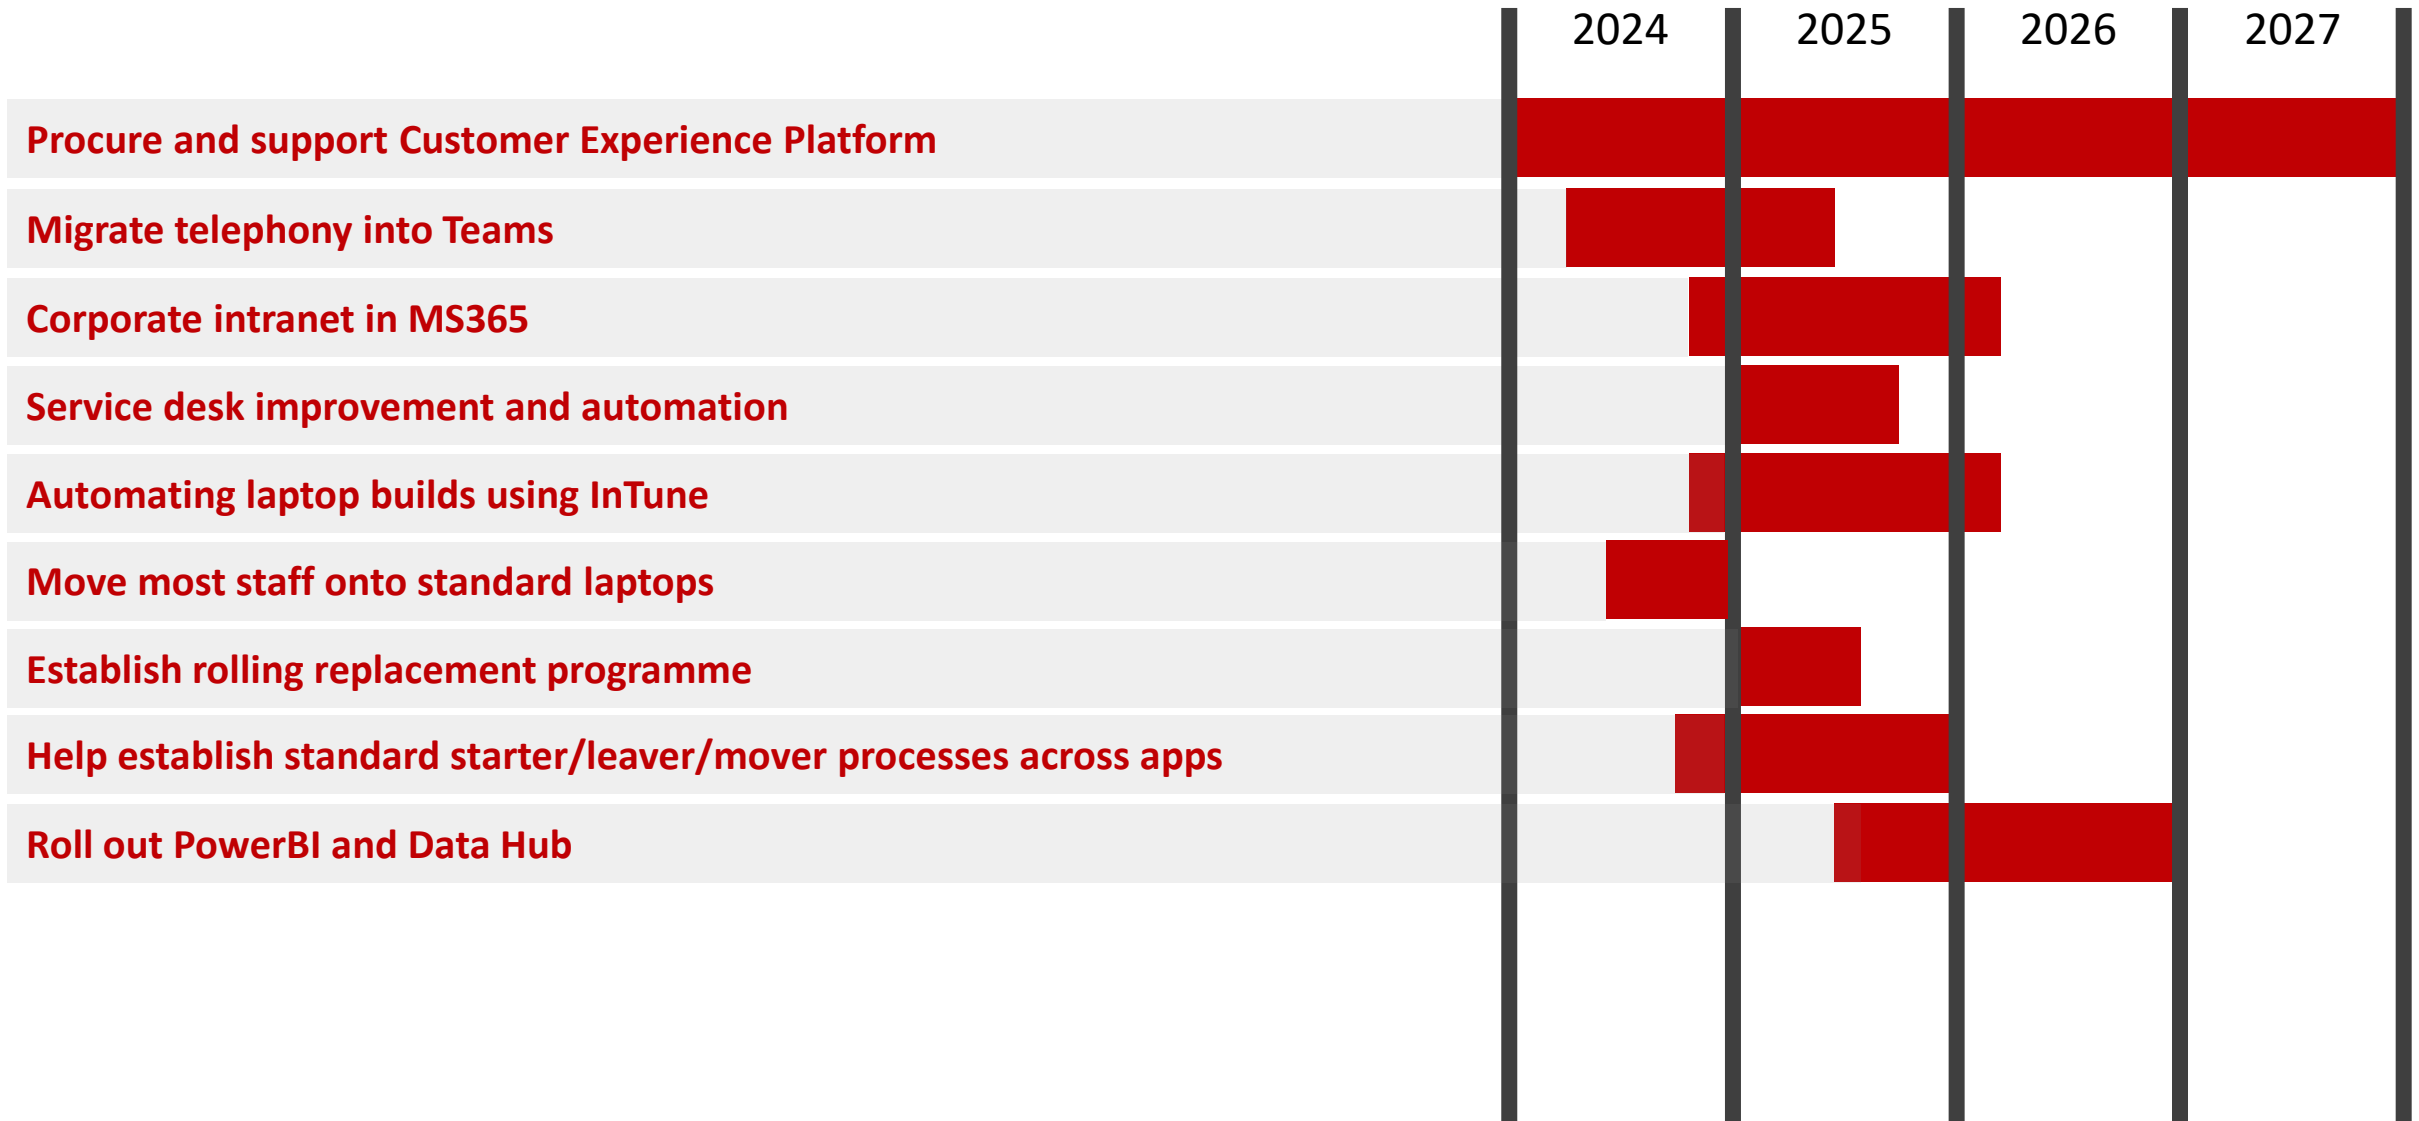 2024 2025 2026 2027
Procure and support Customer Experience Platform
Migrate telephony into Teams
Corporate intranet in MS365
Service desk improvement and automation
Automating laptop builds using InTune
Move most staff onto standard laptops
Establish rolling replacement programme
Help establish standard starter/leaver/mover processes across apps
Roll out PowerBI and Data Hub